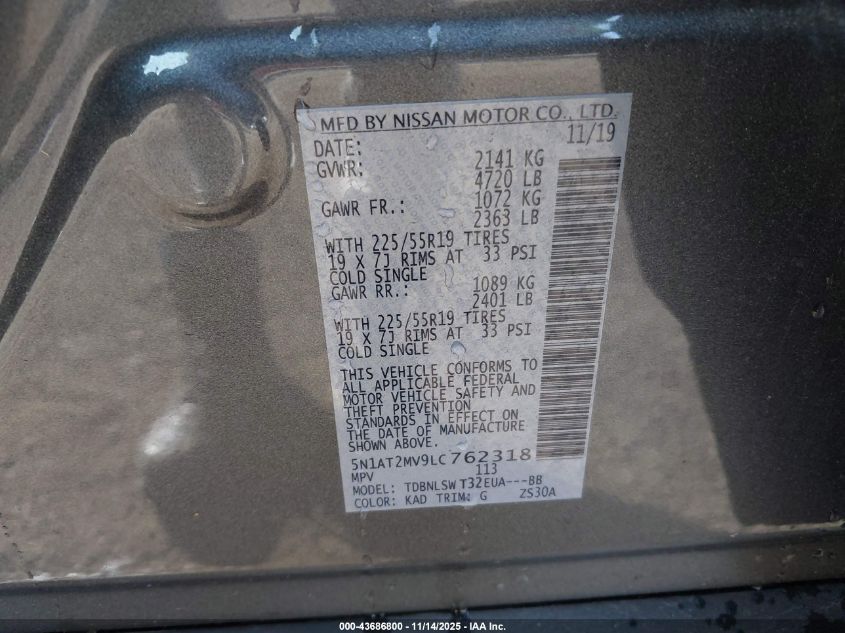 MFD BY NISSAN MOTOR CO., LTD.
DATE: 11/19
GVWR: 2141 KG
4720 LB
GAWR FR.: 1072 KG
2363 LB
WITH 225/55R19 TIRES
19 X 7J RIMS AT 33 PSI
COLD SINGLE
GAWR RR.: 1089 KG
2401 LB
WITH 225/55R19 TIRES
19 X 7J RIMS AT 33 PSI
COLD SINGLE
THIS VEHICLE CONFORMS TO
ALL APPLICABLE FEDERAL
MOTOR VEHICLE SAFETY AND
THEFT PREVENTION
STANDARDS IN EFFECT ON
THE DATE OF MANUFACTURE
SHOWN ABOVE.
5N1AT2MV9LC762318
MPV 113
MODEL: TDBNLSW T32EUA---BB
COLOR: KAD TRIM: G ZS30A
000-43686800 - 11/14/2025 - IAA Inc.